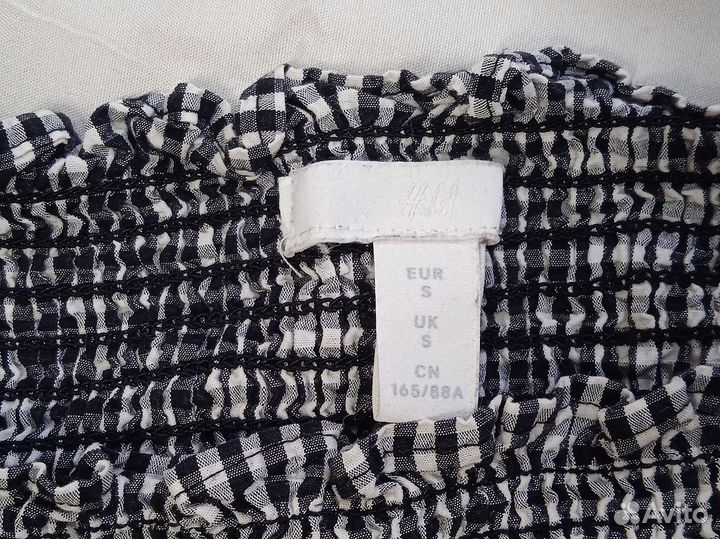 H&M
EUR
S
UK
S
CN
165/88A
Avito